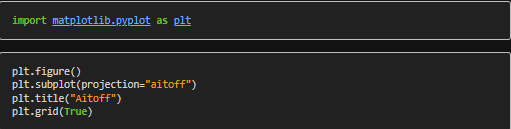 import matplotlib.pyplot as plt
plt.figure()
plt.subplot(projection="aitoff")
plt.title("Aitoff")
plt.grid(True)